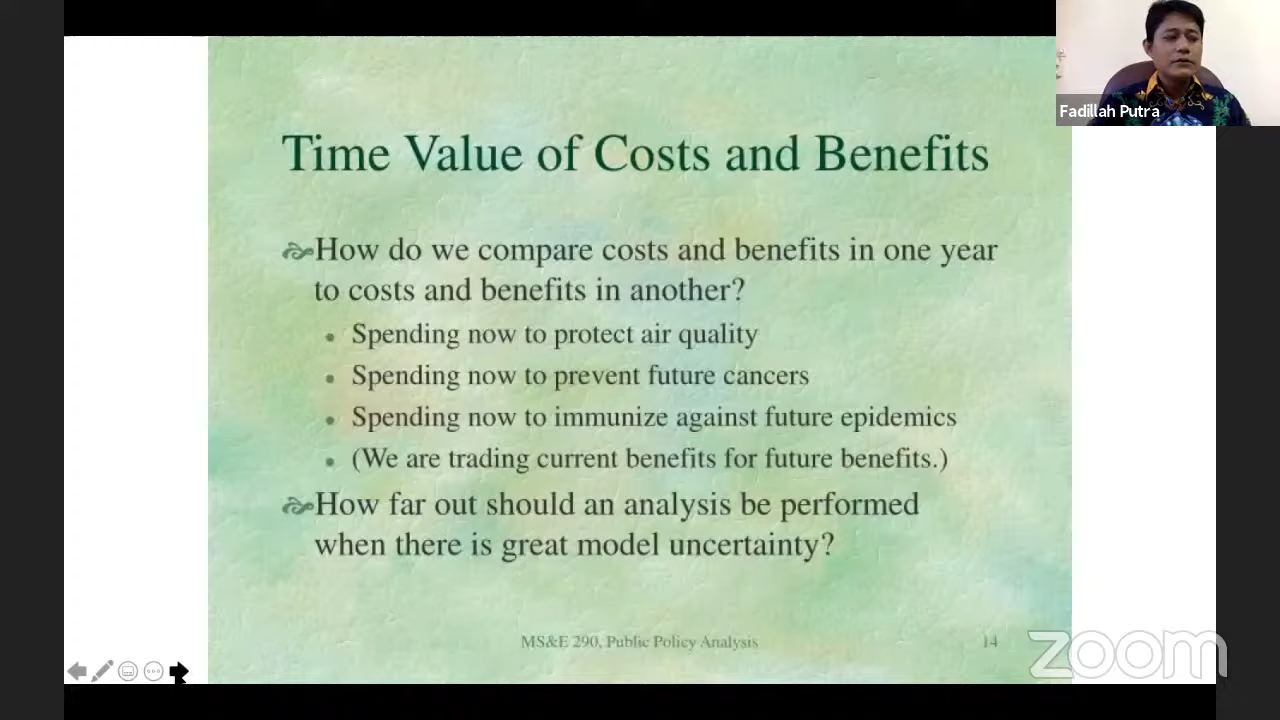 Time Value of Costs and Benefits
How do we compare costs and benefits in one year
to costs and benefits in another?
Spending now to protect air quality
Spending now to prevent future cancers
Spending now to immunize against future epidemics
(We are trading current benefits for future benefits.)
How far out should an analysis be performed
when there is great model uncertainty?
MS&E 290, Public Policy Analysis
14
Fadillah Putra
zoom